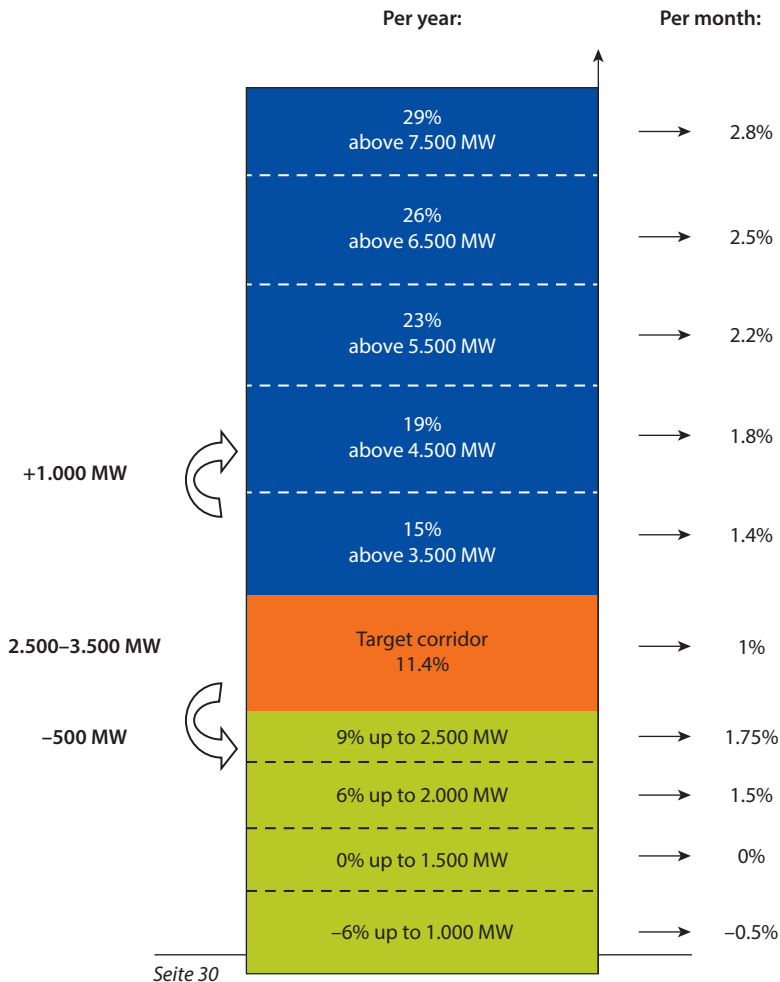 Per year:
Per month:
29%
above 7.500 MW
2.8%
26%
above 6.500 MW
2.5%
23%
above 5.500 MW
2.2%
19%
above 4.500 MW
1.8%
+1.000 MW
15%
above 3.500 MW
1.4%
2.500–3.500 MW
Target corridor
11.4%
1%
–500 MW
9% up to 2.500 MW
1.75%
6% up to 2.000 MW
1.5%
0% up to 1.500 MW
0%
–6% up to 1.000 MW
–0.5%
Seite 30